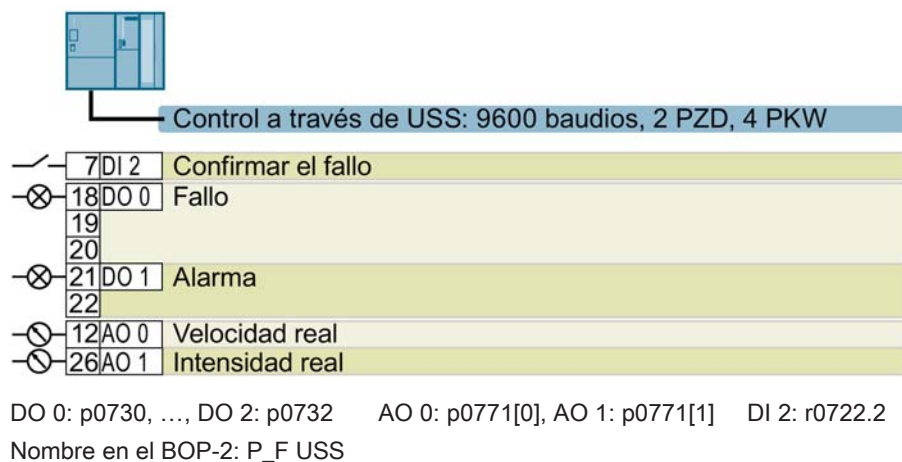 Control a través de USS: 9600 baudios, 2 PZD, 4 PKW
7 DI 2 Confirmar el fallo
18 DO 0 Fallo
19
20
21 DO 1 Alarma
22
12 AO 0 Velocidad real
26 AO 1 Intensidad real
DO 0: p0730, …, DO 2: p0732 AO 0: p0771[0], AO 1: p0771[1] DI 2: r0722.2
Nombre en el BOP-2: P_F USS